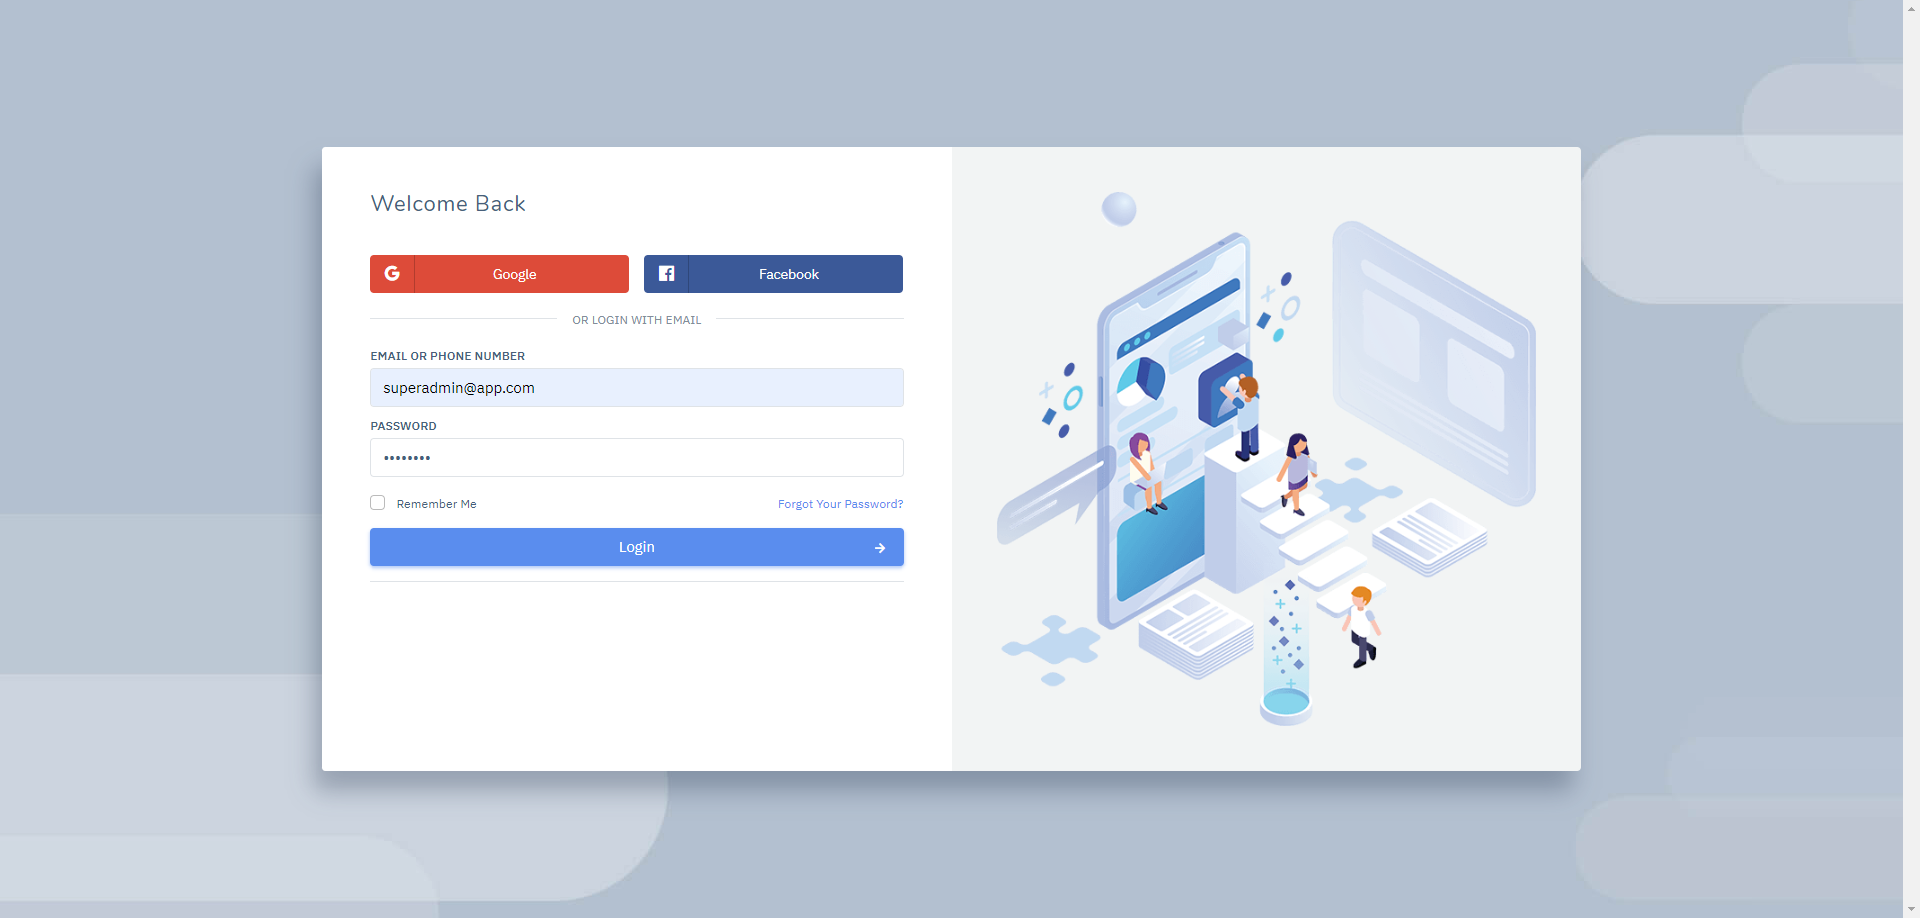 Welcome Back
Google
Facebook
OR LOGIN WITH EMAIL
EMAIL OR PHONE NUMBER
superadmin@app.com
PASSWORD
••••••••
Remember Me
Forgot Your Password?
Login